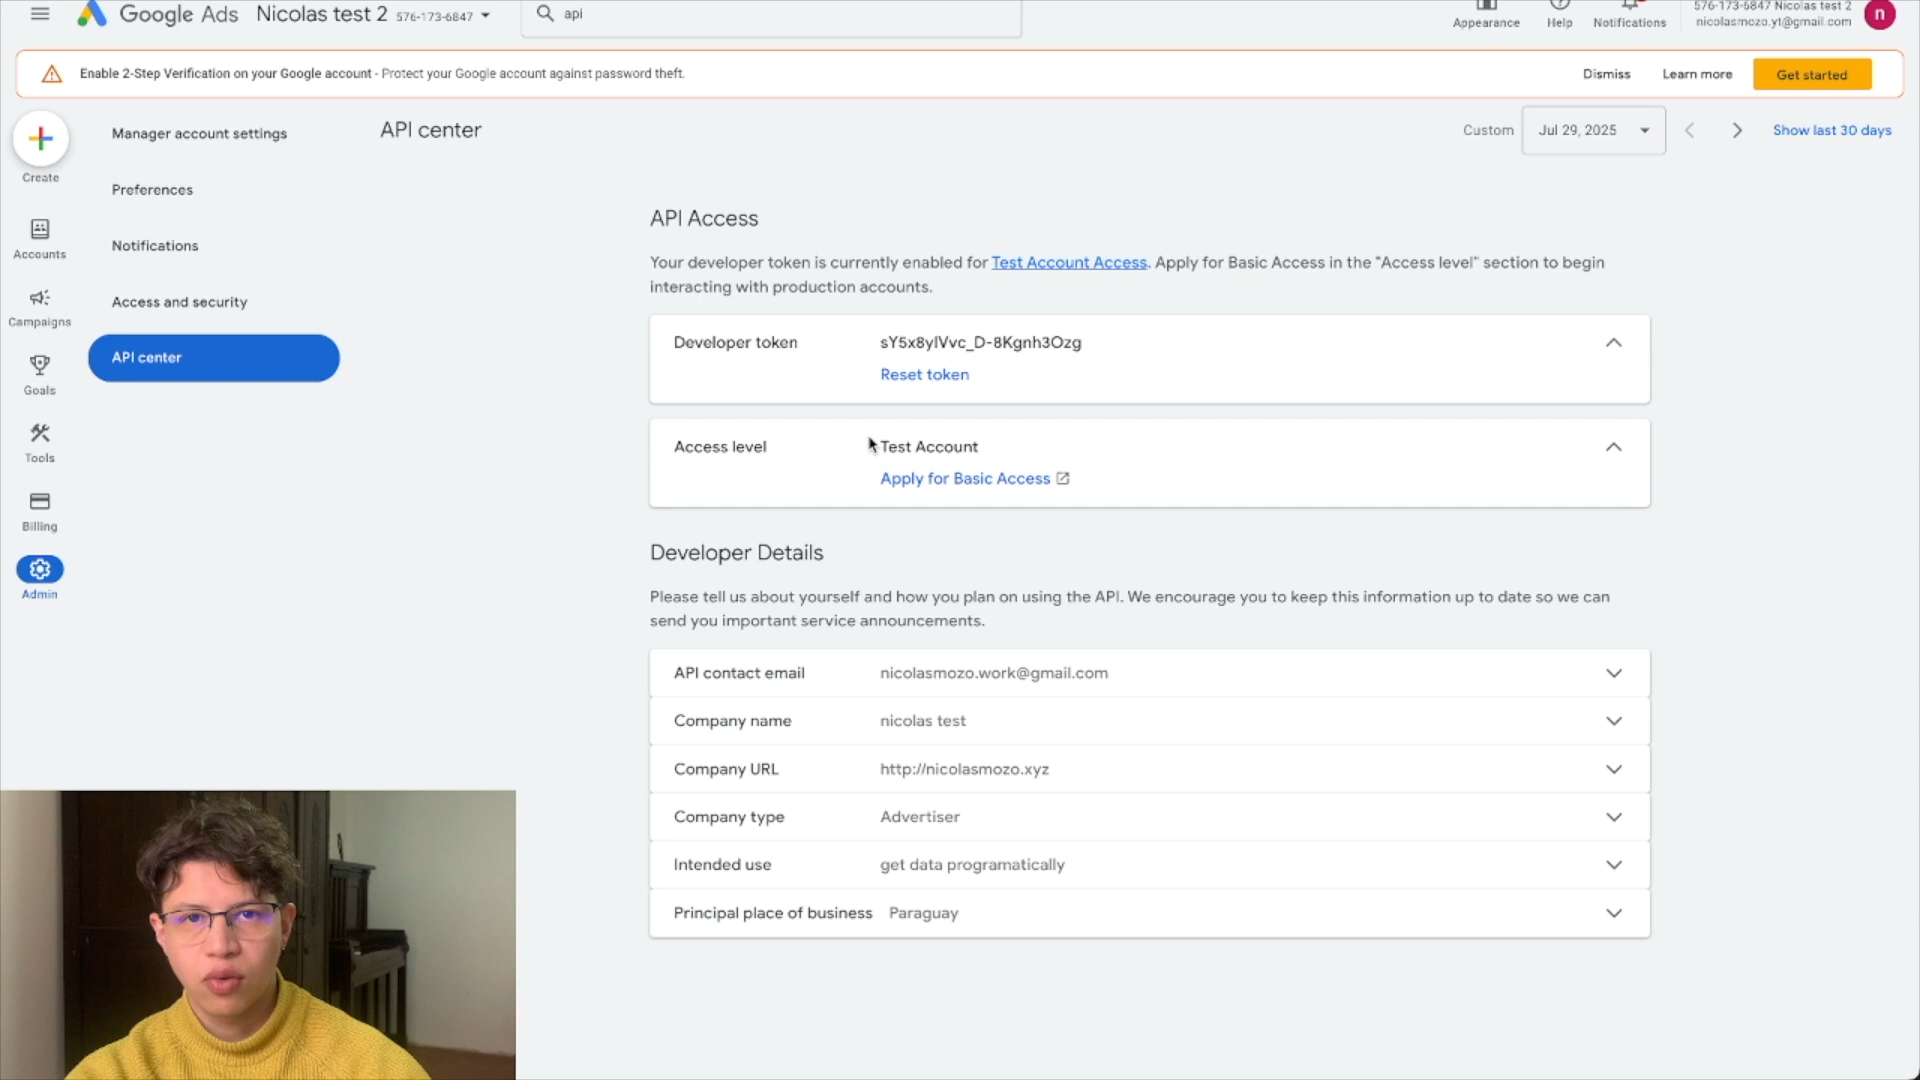 Google Ads Nicolas test 2 576-173-6847
api
Appearance
Help
Notifications
576-173-6847 Nicolas test 2
nicolasmozo.yt@gmail.com
n
Enable 2-Step Verification on your Google account - Protect your Google account against password theft.
Dismiss
Learn more
Get started
Create
Accounts
Campaigns
Goals
Tools
Billing
Admin
Manager account settings
Preferences
Notifications
Access and security
API center
API center
Custom
Jul 29, 2025
Show last 30 days
API Access
Your developer token is currently enabled for Test Account Access. Apply for Basic Access in the "Access level" section to begin
interacting with production accounts.
Developer token sY5x8ylVvc_D-8Kgnh3Ozg
Reset token
Access level Test Account
Apply for Basic Access
Developer Details
Please tell us about yourself and how you plan on using the API. We encourage you to keep this information up to date so we can
send you important service announcements.
API contact email nicolasmozo.work@gmail.com
Company name nicolas test
Company URL http://nicolasmozo.xyz
Company type Advertiser
Intended use get data programatically
Principal place of business Paraguay